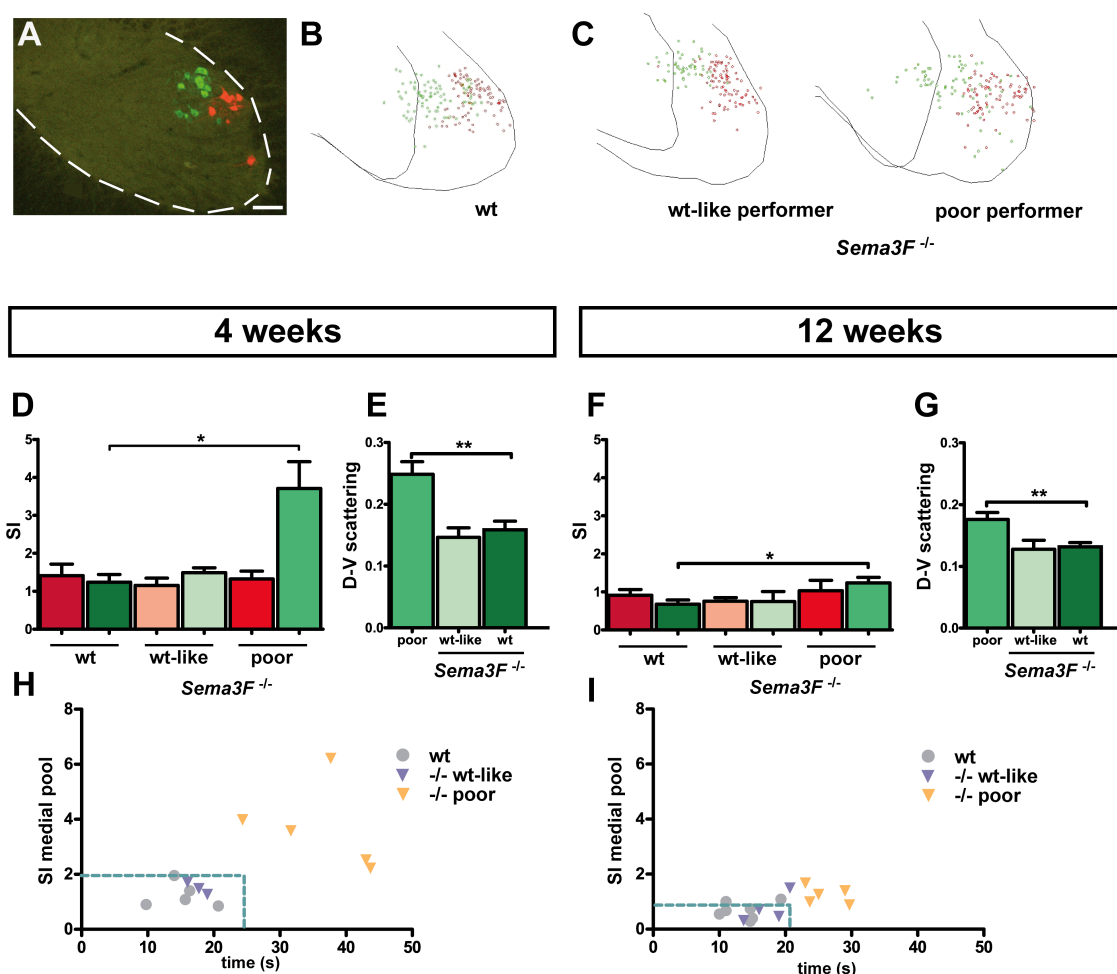 A
B
C
wt
wt-like performer
poor performer
Sema3F -/-
4 weeks
12 weeks
D
SI
5
4
3
2
1
0
*
wt
wt-like
poor
Sema3F -/-
E
D-V scattering
0.3
0.2
0.1
0.0
**
poor
wt-like
wt
Sema3F -/-
F
SI
5
4
3
2
1
0
*
wt
wt-like
poor
Sema3F -/-
G
D-V scattering
0.3
0.2
0.1
0.0
**
poor
wt-like
wt
Sema3F -/-
H
SI medial pool
8
6
4
2
0
0 10 20 30 40 50
time (s)
wt
-/- wt-like
-/- poor
I
SI medial pool
8
6
4
2
0
0 10 20 30 40 50
time (s)
wt
-/- wt-like
-/- poor